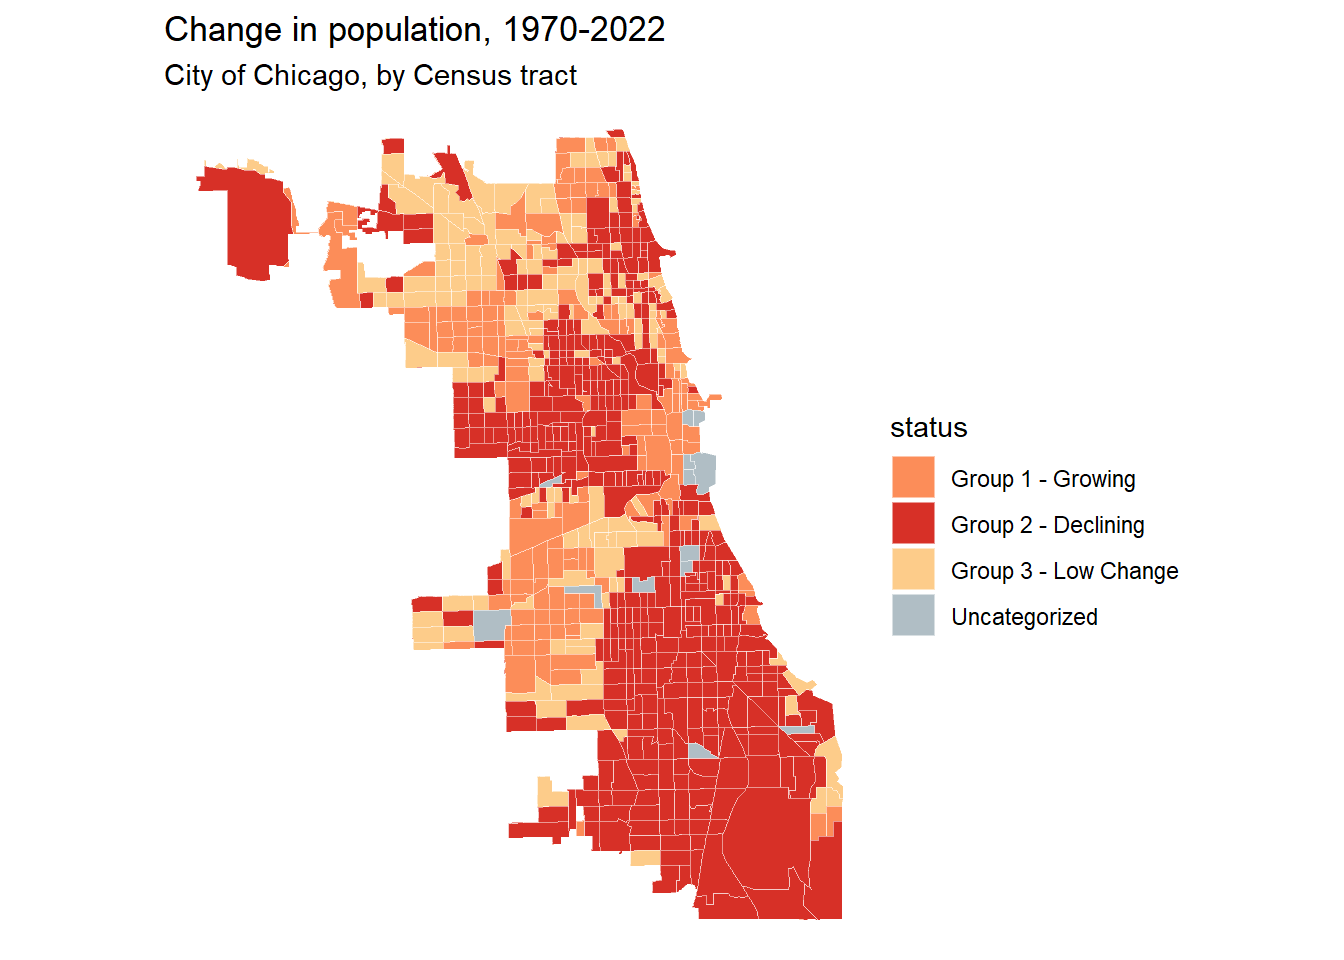 Change in population, 1970-2022
City of Chicago, by Census tract
status
Group 1 - Growing
Group 2 - Declining
Group 3 - Low Change
Uncategorized